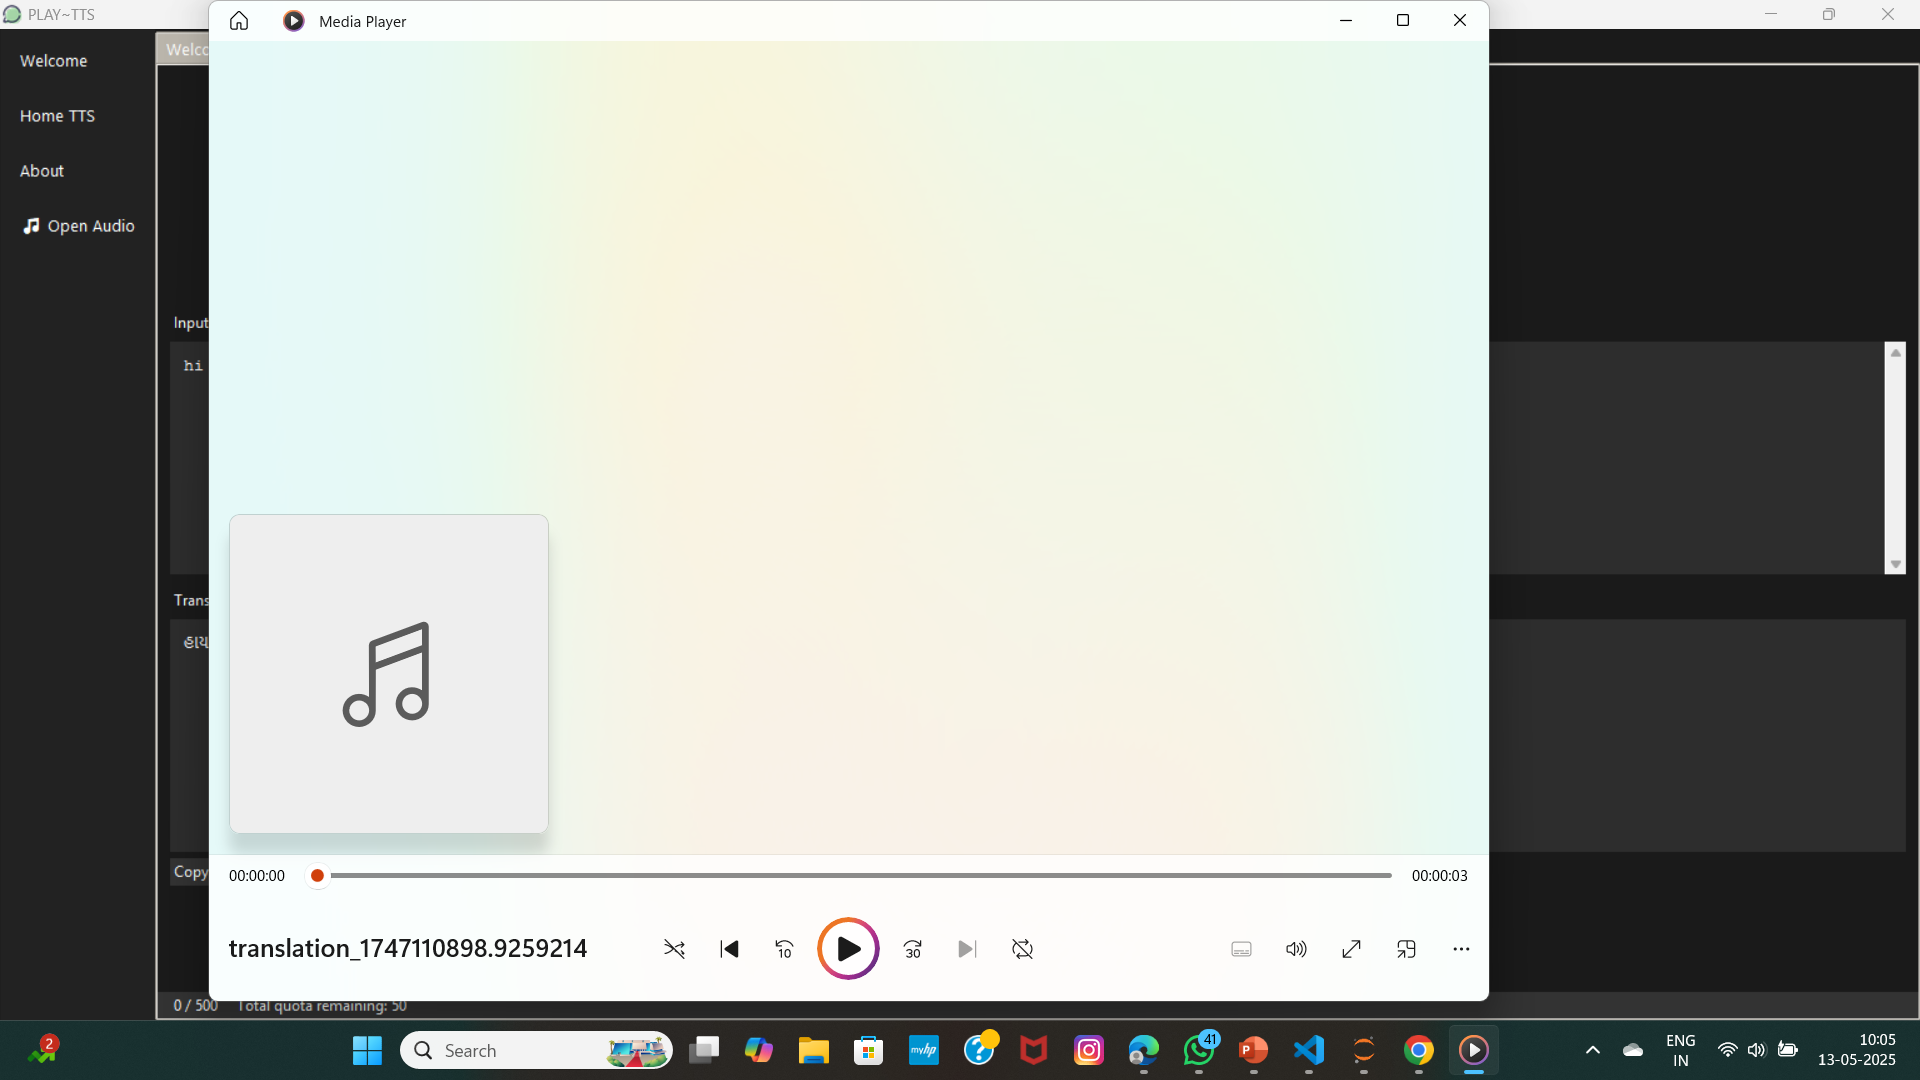 PLAY~TTS
Media Player
Welcome
Home TTS
About
Open Audio
Input
hi
હાય
Copy
00:00:00
00:00:03
translation_1747110898.9259214
10
30
0 / 500 Total quota remaining: 50
2
Search
myhp
41
ENG
IN
10:05
13-05-2025